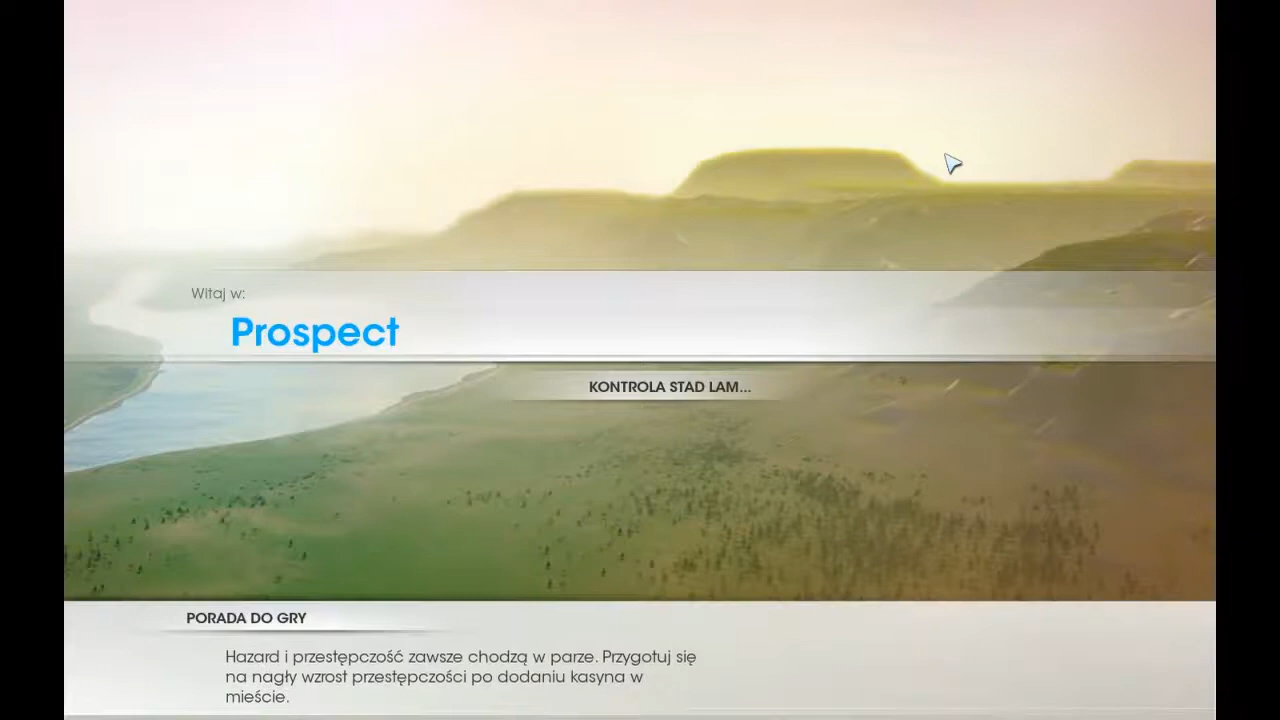 Witaj w:
Prospect
KONTROLA STAD LAM...
PORADA DO GRY
Hazard i przestępczość zawsze chodzą w parze. Przygotuj się
na nagły wzrost przestępczości po dodaniu kasyna w
mieście.